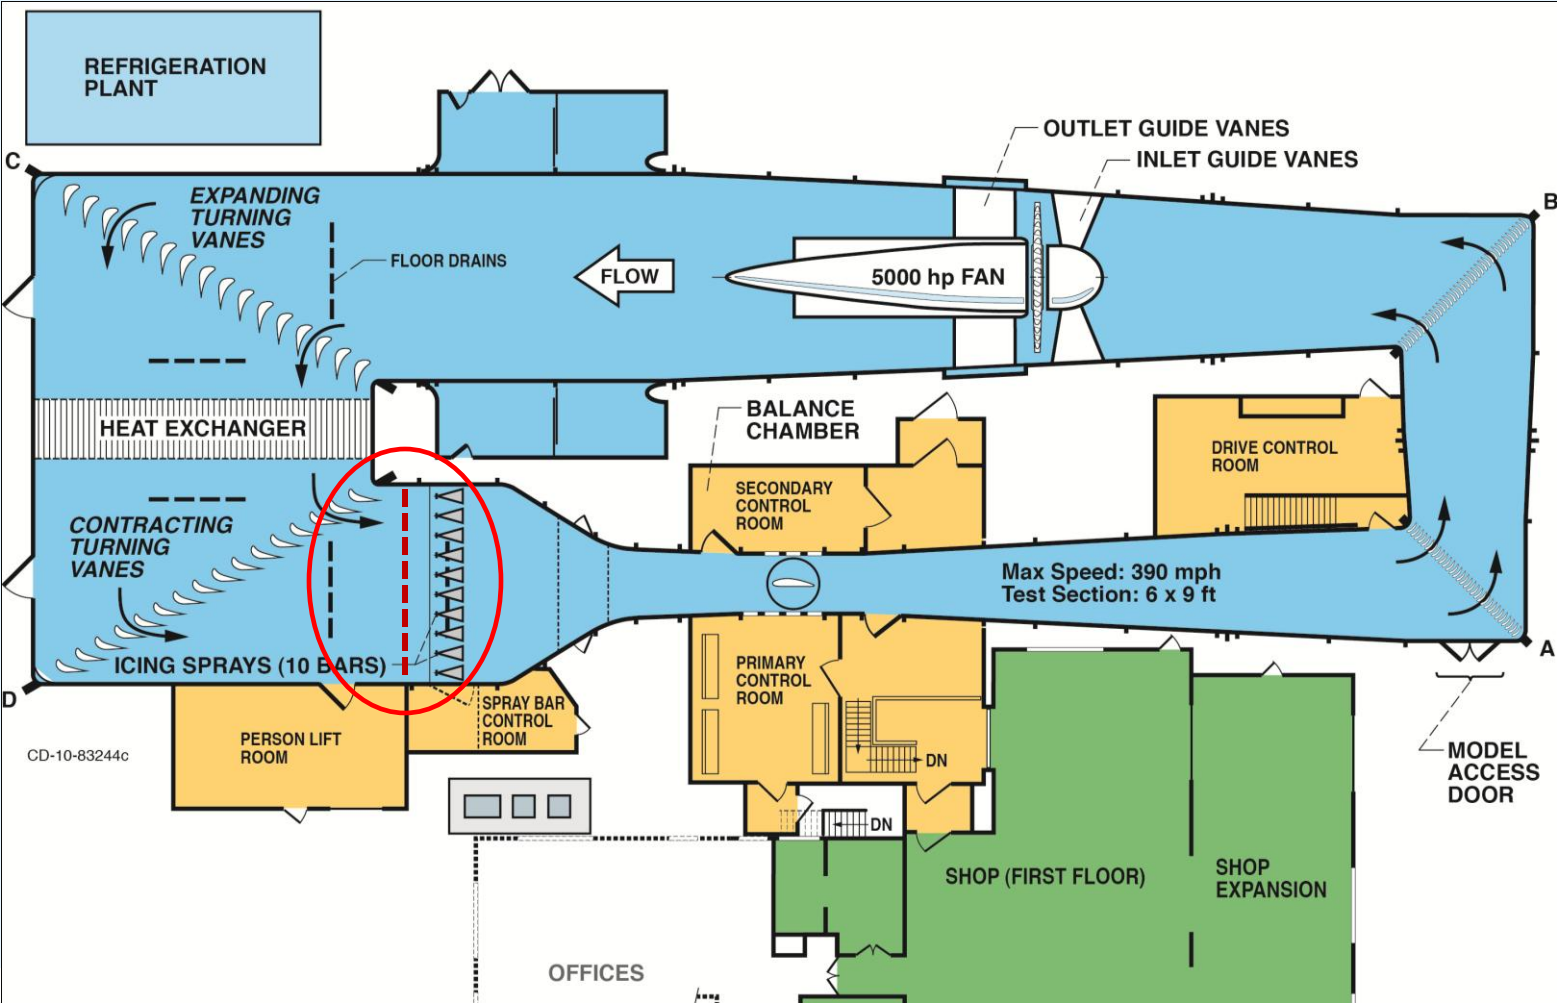 REFRIGERATION
PLANT
C
EXPANDING
TURNING
VANES
FLOOR DRAINS
FLOW
5000 hp FAN
OUTLET GUIDE VANES
INLET GUIDE VANES
B
HEAT EXCHANGER
BALANCE
CHAMBER
DRIVE CONTROL
ROOM
SECONDARY
CONTROL
ROOM
CONTRACTING
TURNING
VANES
Max Speed: 390 mph
Test Section: 6 x 9 ft
ICING SPRAYS (10 BARS)
D
A
PRIMARY
CONTROL
ROOM
SPRAY BAR
CONTROL
ROOM
PERSON LIFT
ROOM
CD-10-83244c
DN
MODEL
ACCESS
DOOR
DN
SHOP (FIRST FLOOR)
SHOP
EXPANSION
OFFICES